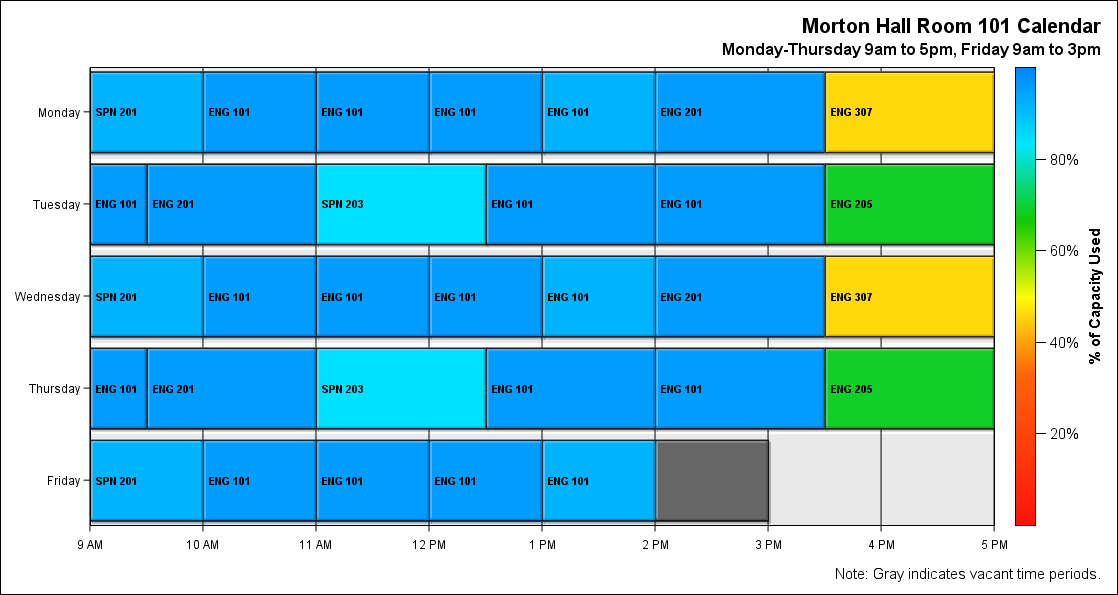 Morton Hall Room 101 Calendar
Monday-Thursday 9am to 5pm, Friday 9am to 3pm
Monday
SPN 201 ENG 101 ENG 101 ENG 101 ENG 101 ENG 201 ENG 307
Tuesday
ENG 101 ENG 201 SPN 203 ENG 101 ENG 101 ENG 205
Wednesday
SPN 201 ENG 101 ENG 101 ENG 101 ENG 101 ENG 201 ENG 307
Thursday
ENG 101 ENG 201 SPN 203 ENG 101 ENG 101 ENG 205
Friday
SPN 201 ENG 101 ENG 101 ENG 101 ENG 101
9 AM 10 AM 11 AM 12 PM 1 PM 2 PM 3 PM 4 PM 5 PM
80%
60%
40%
20%
% of Capacity Used
Note: Gray indicates vacant time periods.